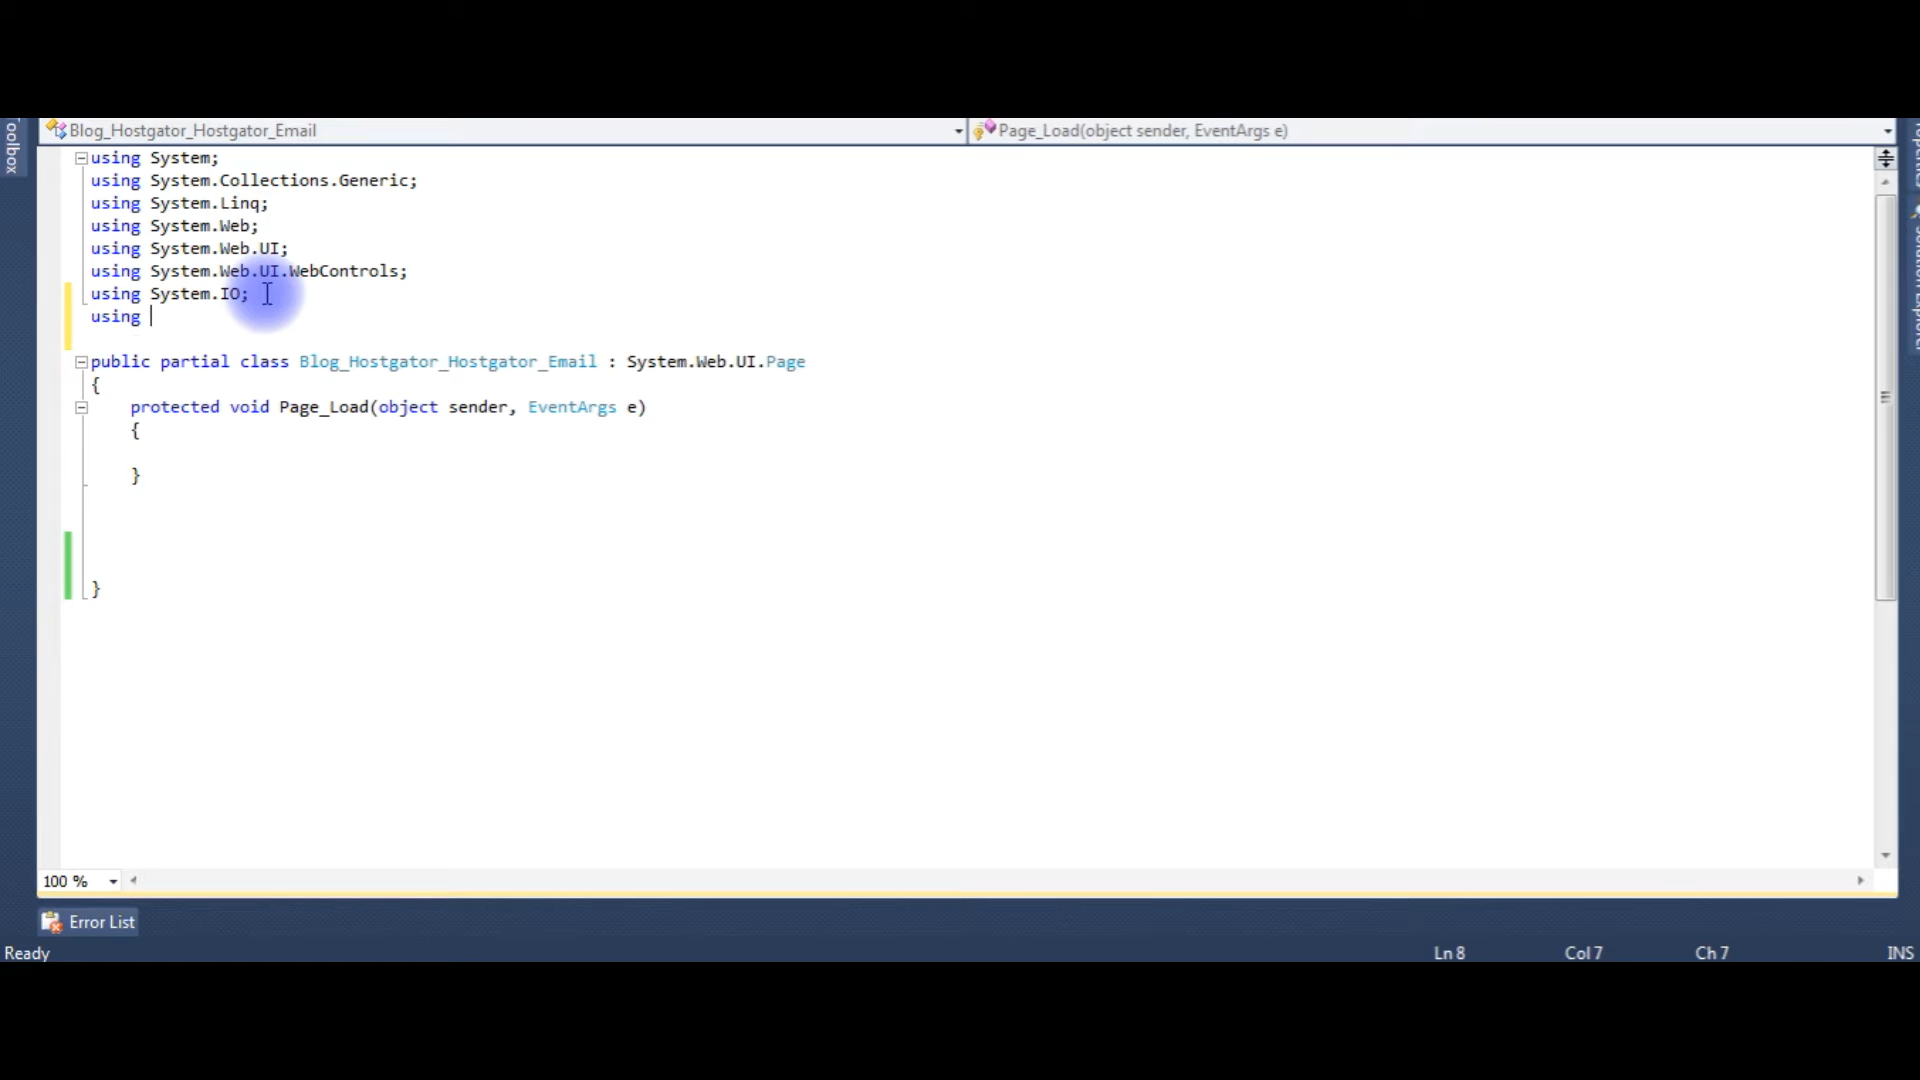 Toolbox
Blog_Hostgator_Hostgator_Email
Page_Load(object sender, EventArgs e)
using System;
using System.Collections.Generic;
using System.Linq;
using System.Web;
using System.Web.UI;
using System.Web.UI.WebControls;
using System.IO;
using
public partial class Blog_Hostgator_Hostgator_Email : System.Web.UI.Page
{
protected void Page_Load(object sender, EventArgs e)
{
}
}
100 %
Error List
Ready
Ln 8
Col 7
Ch 7
INS